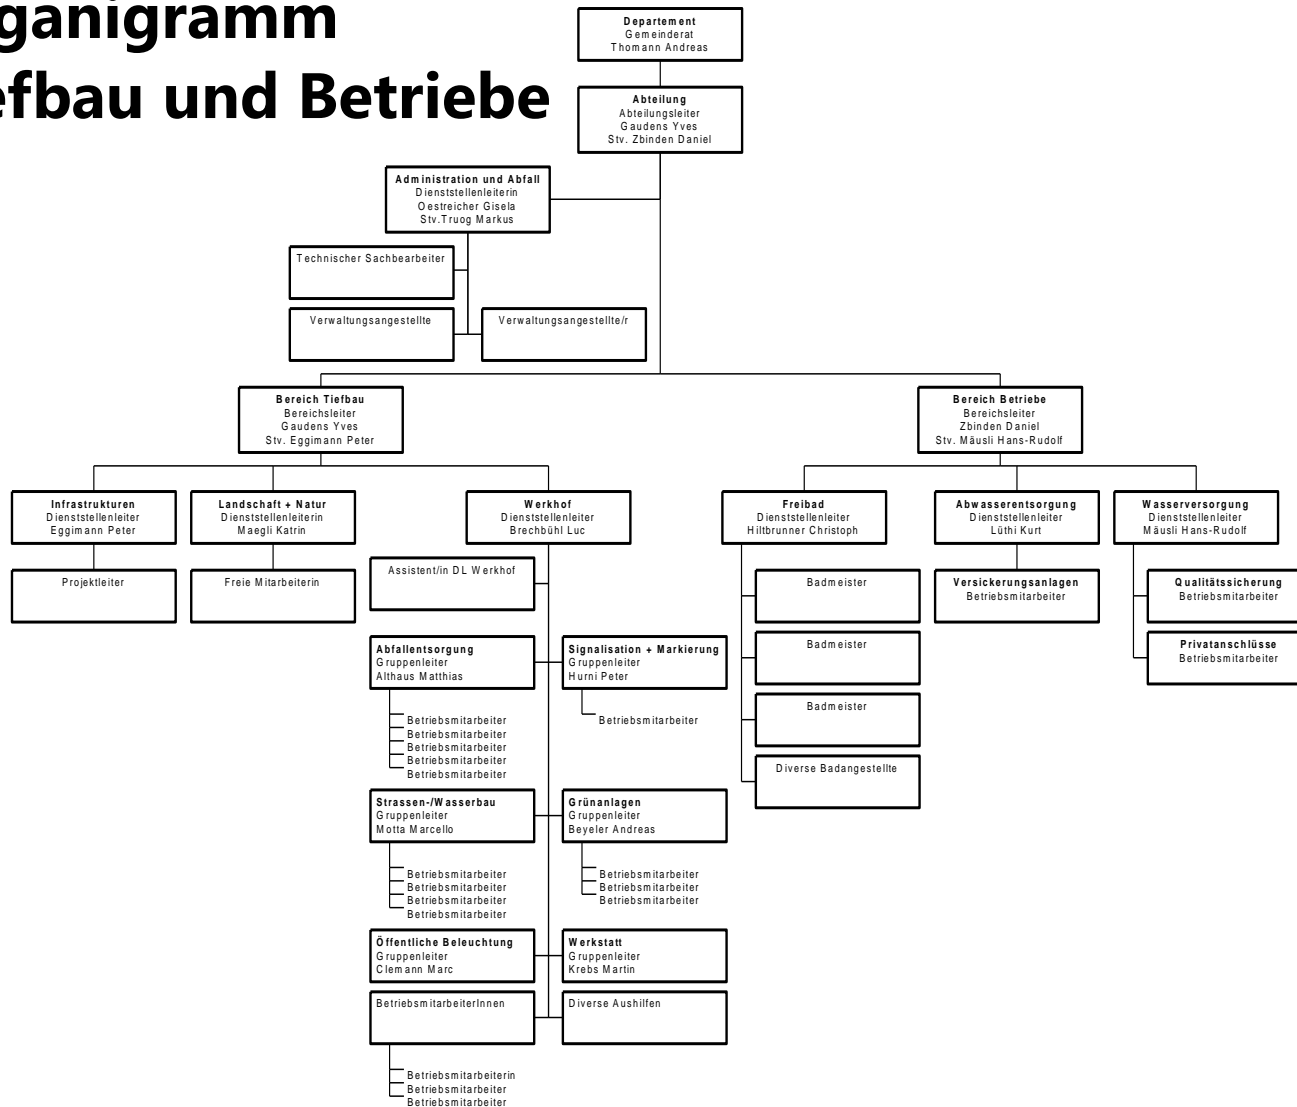 ganigramm
efbau und Betriebe
Departement
Gemeinderat
Thomann Andreas
Abteilung
Abteilungsleiter
Gaudens Yves
Stv. Zbinden Daniel
Administration und Abfall
Dienststellenleiterin
Oestreicher Gisela
Stv.Truog Markus
Technischer Sachbearbeiter
Verwaltungsangestellte
Verwaltungsangestellte/r
Bereich Tiefbau
Bereichsleiter
Gaudens Yves
Stv. Eggimann Peter
Bereich Betriebe
Bereichsleiter
Zbinden Daniel
Stv. Mäusli Hans-Rudolf
Infrastrukturen
Dienststellenleiter
Eggimann Peter
Landschaft + Natur
Dienststellenleiterin
Maegli Katrin
Werkhof
Dienststellenleiter
Brechbühl Luc
Freibad
Dienststellenleiter
Hiltbrunner Christoph
Abwasserentsorgung
Dienststellenleiter
Lüthi Kurt
Wasserversorgung
Dienststellenleiter
Mäusli Hans-Rudolf
Projektleiter
Freie Mitarbeiterin
Assistent/in DL Werkhof
Badmeister
Badmeister
Badmeister
Diverse Badangestellte
Versickerungsanlagen
Betriebsmitarbeiter
Qualitätssicherung
Betriebsmitarbeiter
Privatanschlüsse
Betriebsmitarbeiter
Abfallentsorgung
Gruppenleiter
Althaus Matthias
Betriebsmitarbeiter
Betriebsmitarbeiter
Betriebsmitarbeiter
Betriebsmitarbeiter
Betriebsmitarbeiter
Signalisation + Markierung
Gruppenleiter
Hurni Peter
Betriebsmitarbeiter
Strassen-/Wasserbau
Gruppenleiter
Motta Marcello
Betriebsmitarbeiter
Betriebsmitarbeiter
Betriebsmitarbeiter
Betriebsmitarbeiter
Grünanlagen
Gruppenleiter
Beyeler Andreas
Betriebsmitarbeiter
Betriebsmitarbeiter
Betriebsmitarbeiter
Öffentliche Beleuchtung
Gruppenleiter
Clemann Marc
Werkstatt
Gruppenleiter
Krebs Martin
BetriebsmitarbeiterInnen
Diverse Aushilfen
Betriebsmitarbeiterin
Betriebsmitarbeiter
Betriebsmitarbeiter